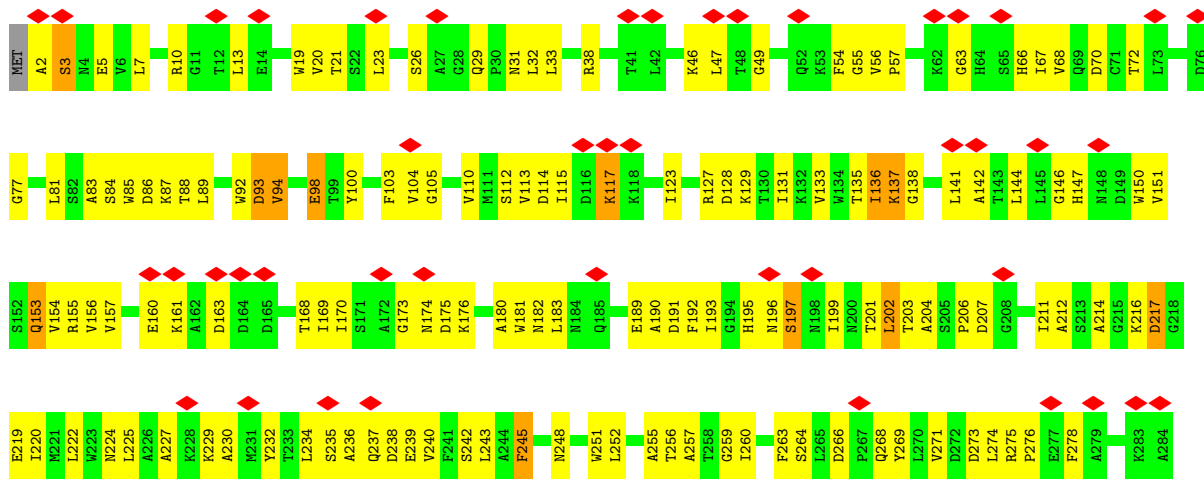 MET A2 S3 N4 E5 V6 L7 R10 G11 T12 L13 E14 W19 V20 T21 S22 L23 S26 A27 G28 Q29 P30 N31 L32 L33 R38 T41 L42 K46 L47 T48 G49 Q52 K53 F54 G55 V56 P57 K62 G63 H64 S65 H66 I67 V68 Q69 D70 C71 T72 L73 D76
G77 L81 S82 A83 S84 W85 D86 K87 T88 L89 W92 D93 V94 E98 T99 Y100 F103 V104 G105 V110 M111 S112 V113 D114 I115 D116 K117 K118 I123 R127 D128 K129 T130 I131 K132 V133 W134 T135 I136 K137 G138 L141 A142 T143 L144 L145 G146 H147 N148 D149 W150 V151
S152 Q153 V154 R155 V156 V157 E160 K161 A162 D163 D164 D165 T168 I169 I170 S171 A172 G173 N174 D175 K176 A180 W181 N182 L183 N184 Q185 E189 A190 D191 F192 I193 G194 H195 N196 S197 N198 I199 N200 T201 L202 T203 A204 S205 P206 D207 G208 I211 A212 S213 A214 G215 K216 D217 G218
E219 I220 M221 L222 W223 N224 L225 A226 A227 K228 K229 A230 M231 Y232 T233 L234 S235 A236 Q237 D238 E239 V240 F241 S242 L243 A244 F245 N248 W251 L252 A255 T256 A257 T258 G259 I260 F263 S264 L265 D266 P267 Q268 Y269 L270 V271 D272 D273 L274 R275 P276 E277 F278 A279 K283 A284